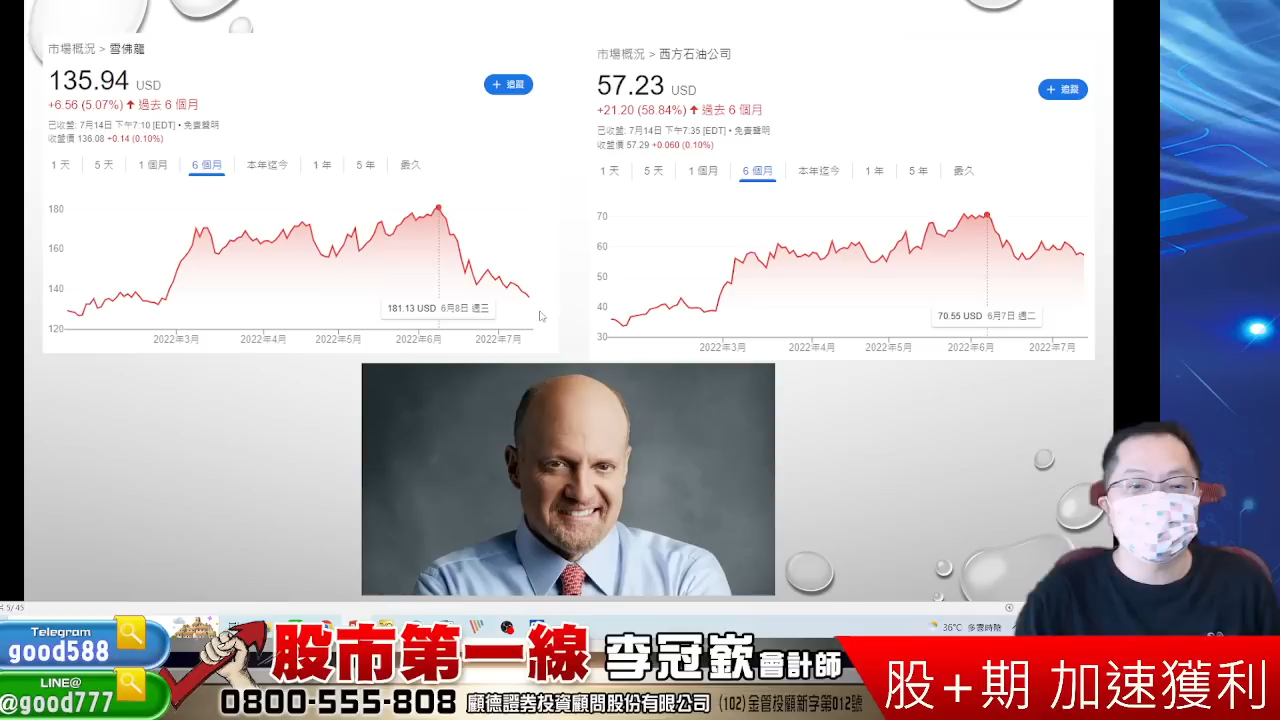 市場概況 > 雪佛龍
135.94 USD
+6.56 (5.07%) ↑ 過去 6 個月
已收盤: 7月14日 下午7:10 [EDT] • 免責聲明
收盤價 136.08 +0.14 (0.10%)
+ 追蹤
1 天 5 天 1 個月 6 個月 本年迄今 1 年 5 年 最久
180
160
140
120
181.13 USD 6月8日 週三
2022年3月 2022年4月 2022年5月 2022年6月 2022年7月
市場概況 > 西方石油公司
57.23 USD
+21.20 (58.84%) ↑ 過去 6 個月
已收盤: 7月14日 下午7:35 [EDT] • 免責聲明
收盤價 57.29 +0.060 (0.10%)
+ 追蹤
1 天 5 天 1 個月 6 個月 本年迄今 1 年 5 年 最久
70
60
50
40
30
70.55 USD 6月7日 週二
2022年3月 2022年4月 2022年5月 2022年6月 2022年7月
5/45
36°C 多雲時陰
Telegram
good588
LINE@
@good777
股市第一線 李冠嶔會計師
0800-555-808 顧德證券投資顧問股份有限公司 (102)金管投顧新字第012號
股+期 加速獲利